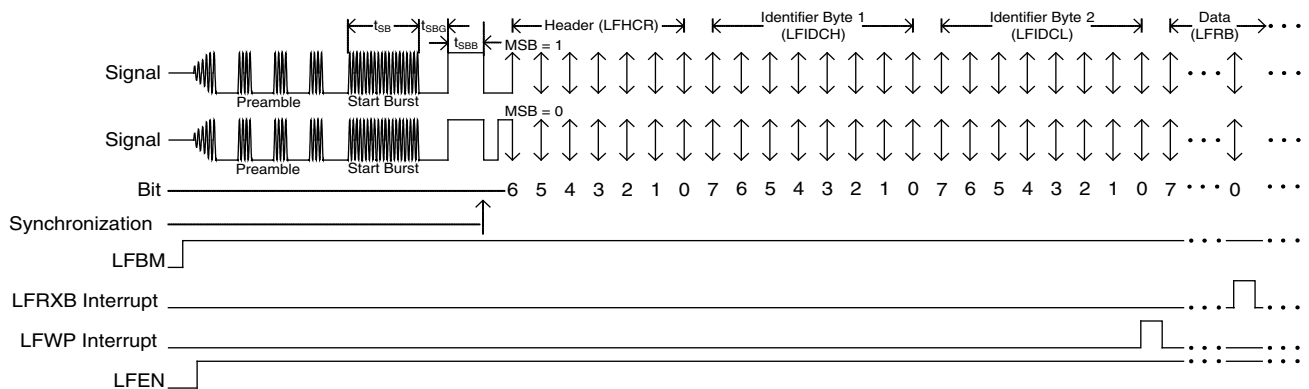 tSB tSBG Header (LFHCR) Identifier Byte 1 (LFIDCH) Identifier Byte 2 (LFIDCL) Data (LFRB) • • •
tSBB MSB = 1
Signal • • • • • •
Preamble Start Burst
MSB = 0
Signal • • • • • •
Preamble Start Burst
Bit 6 5 4 3 2 1 0 7 6 5 4 3 2 1 0 7 6 5 4 3 2 1 0 7 • • • 0 • • •
Synchronization
LFBM • • • • • •
LFRXB Interrupt • • • • • •
LFWP Interrupt • • • • • •
LFEN • • • • • •